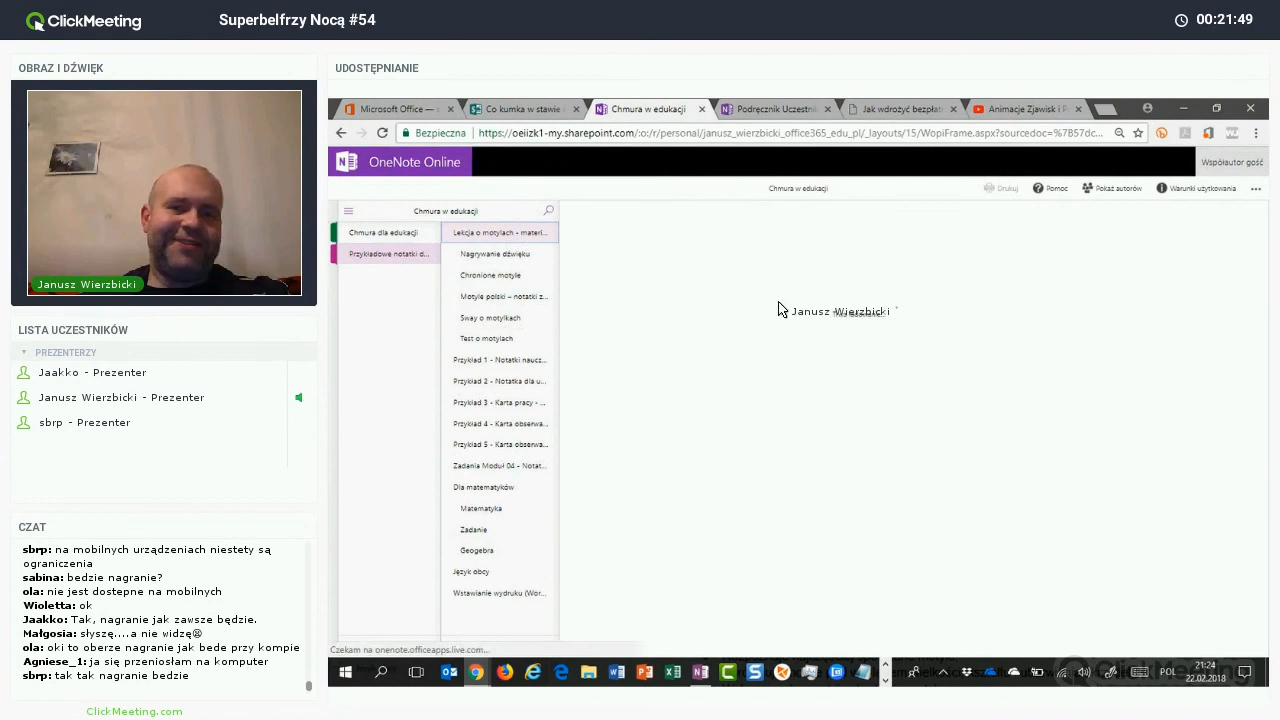 ClickMeeting
Superbelfrzy Nocą #54
00:21:49
OBRAZ I DŹWIĘK
Janusz Wierzbicki
LISTA UCZESTNIKÓW
PREZENTERZY
Jaakko - Prezenter
Janusz Wierzbicki - Prezenter
sbrp - Prezenter
CZAT
sbrp: na mobilnych urządzeniach niestety są
ograniczenia
sabina: bedzie nagranie?
ola: nie jest dostepne na mobilnych
Wioletta: ok
Jaakko: Tak, nagranie jak zawsze będzie.
Małgosia: słyszę....a nie widzę😩
ola: oki to oberze nagranie jak bede przy kompie
Agniese_1: ja się przeniosłam na komputer
sbrp: tak tak nagranie bedzie
ClickMeeting.com
UDOSTĘPNIANIE
Microsoft Office —
Co kumka w stawie
Chmura w edukacji
Podręcznik Uczestni
Jak wdrożyć bezpłat
Animacje Zjawisk i P
Bezpieczna
https://oeiizk1-my.sharepoint.com/:o:/r/personal/janusz_wierzbicki_office365_edu_pl/_layouts/15/WopiFrame.aspx?sourcedoc=%7B57dc...
OneNote Online
Współautor gość
Chmura w edukacji
Drukuj
Pomoc
Pokaż autorów
Warunki użytkowania
Chmura w edukacji
Chmura dla edukacji
Przykładowe notatki d...
Lekcja o motylach - materi...
Nagrywanie dźwięku
Chronione motyle
Motyle polski – notatki z...
Sway o motylkach
Test o motylach
Przykład 1 - Notatki naucz...
Przykład 2 - Notatka dla u...
Przykład 3 - Karta pracy - ...
Przykład 4 - Karta obserwa...
Przykład 5 - Karta obserwa...
Zadania Moduł 04 - Notat...
Dla matematyków
Matematyka
Zadanie
Geogebra
Język obcy
Wstawianie wydruku (Wor...
Janusz Wierzbicki
Czekam na onenote.officeapps.live.com...
POL
21:24
22.02.2018
ClickMeeting